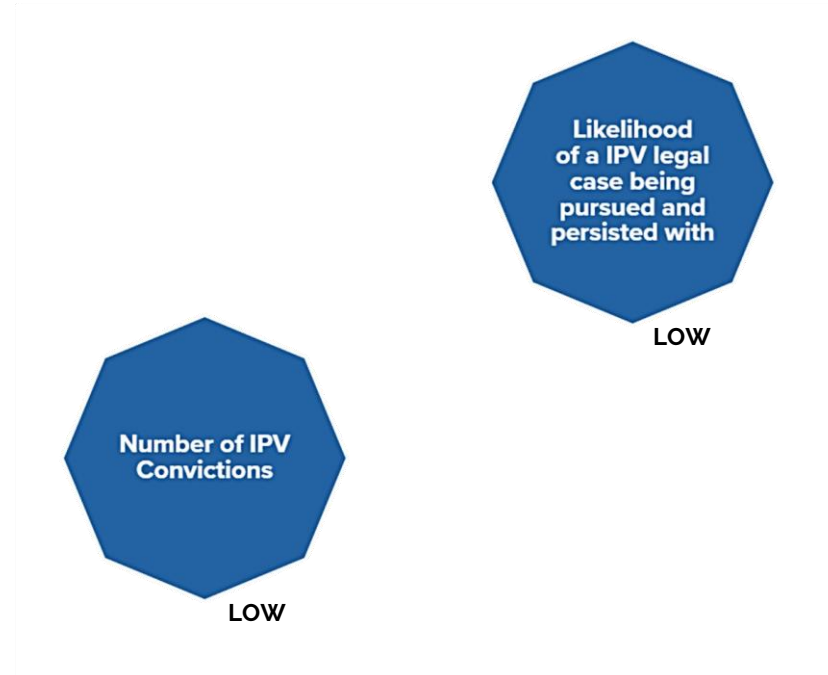 Likelihood
of a IPV legal
case being
pursued and
persisted with
LOW
Number of IPV
Convictions
LOW